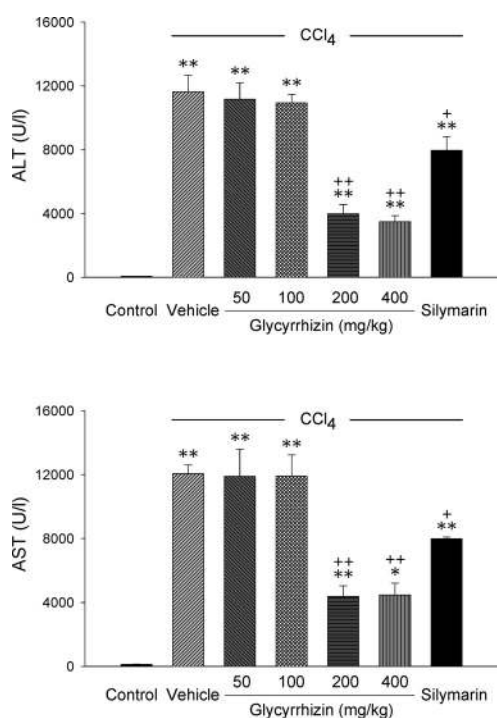 CCl4
16000
12000
8000
4000
0
ALT (U/l)
** ** ** ++ ** ++ ** + **
50 100 200 400
Control Vehicle Silymarin
Glycyrrhizin (mg/kg)
CCl4
16000
12000
8000
4000
0
AST (U/l)
** ** ** ++ ** ++ * + **
50 100 200 400
Control Vehicle Silymarin
Glycyrrhizin (mg/kg)